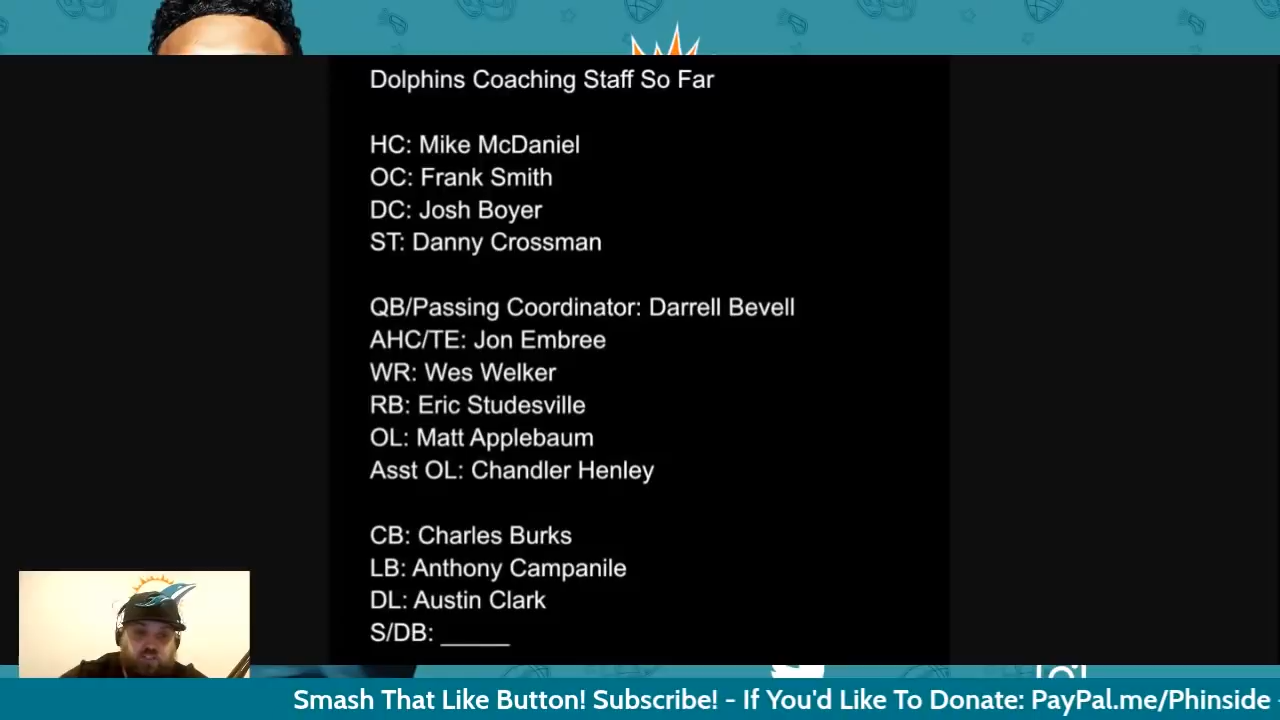 Dolphins Coaching Staff So Far
HC: Mike McDaniel
OC: Frank Smith
DC: Josh Boyer
ST: Danny Crossman
QB/Passing Coordinator: Darrell Bevell
AHC/TE: Jon Embree
WR: Wes Welker
RB: Eric Studesville
OL: Matt Applebaum
Asst OL: Chandler Henley
CB: Charles Burks
LB: Anthony Campanile
DL: Austin Clark
S/DB: _____
Smash That Like Button! Subscribe! - If You'd Like To Donate: PayPal.me/Phinside